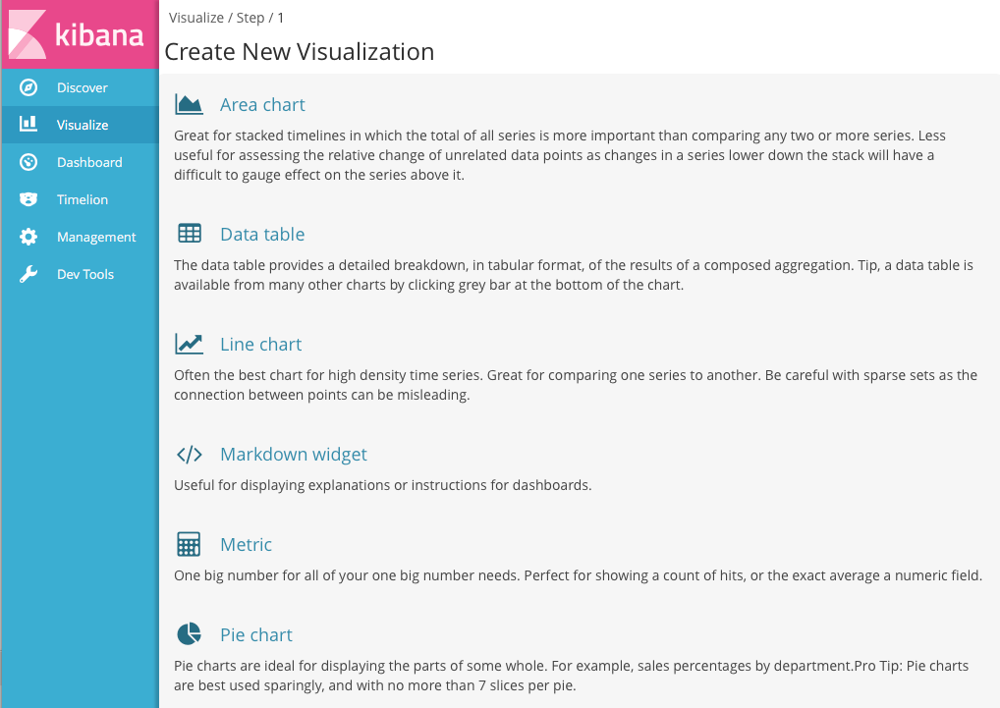 kibana
Discover
Visualize
Dashboard
Timelion
Management
Dev Tools
Visualize / Step / 1
Create New Visualization
Area chart
Great for stacked timelines in which the total of all series is more important than comparing any two or more series. Less
useful for assessing the relative change of unrelated data points as changes in a series lower down the stack will have a
difficult to gauge effect on the series above it.
Data table
The data table provides a detailed breakdown, in tabular format, of the results of a composed aggregation. Tip, a data table is
available from many other charts by clicking grey bar at the bottom of the chart.
Line chart
Often the best chart for high density time series. Great for comparing one series to another. Be careful with sparse sets as the
connection between points can be misleading.
Markdown widget
Useful for displaying explanations or instructions for dashboards.
Metric
One big number for all of your one big number needs. Perfect for showing a count of hits, or the exact average a numeric field.
Pie chart
Pie charts are ideal for displaying the parts of some whole. For example, sales percentages by department.Pro Tip: Pie charts
are best used sparingly, and with no more than 7 slices per pie.